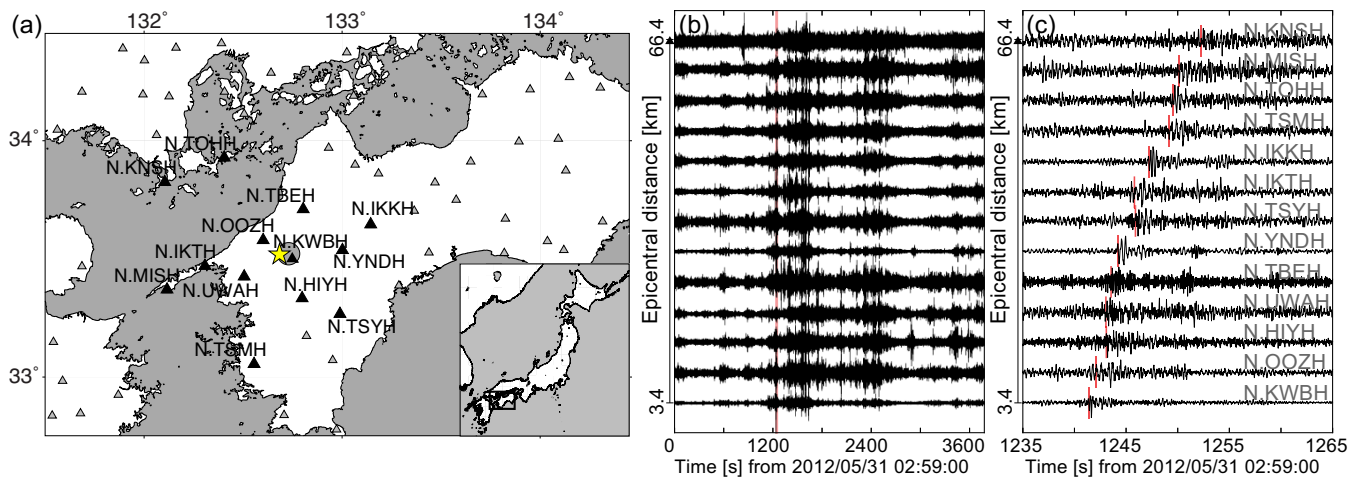 (a)
132°
133°
134°
34°
33°
N.TOHH
N.KNSH
N.TBEH
N.IKKH
N.OOZH
N.KWBH
N.IKTH
N.YNDH
N.MISH
N.UWAH
N.HIYH
N.TSYH
N.TSMH
(b)
66.4
Epicentral distance [km]
3.4
0
1200
2400
3600
Time [s] from 2012/05/31 02:59:00
(c)
66.4
Epicentral distance [km]
3.4
N.KNSH
N.MISH
N.TOHH
N.TSMH
N.IKKH
N.IKTH
N.TSYH
N.YNDH
N.TBEH
N.UWAH
N.HIYH
N.OOZH
N.KWBH
1235
1245
1255
1265
Time [s] from 2012/05/31 02:59:00